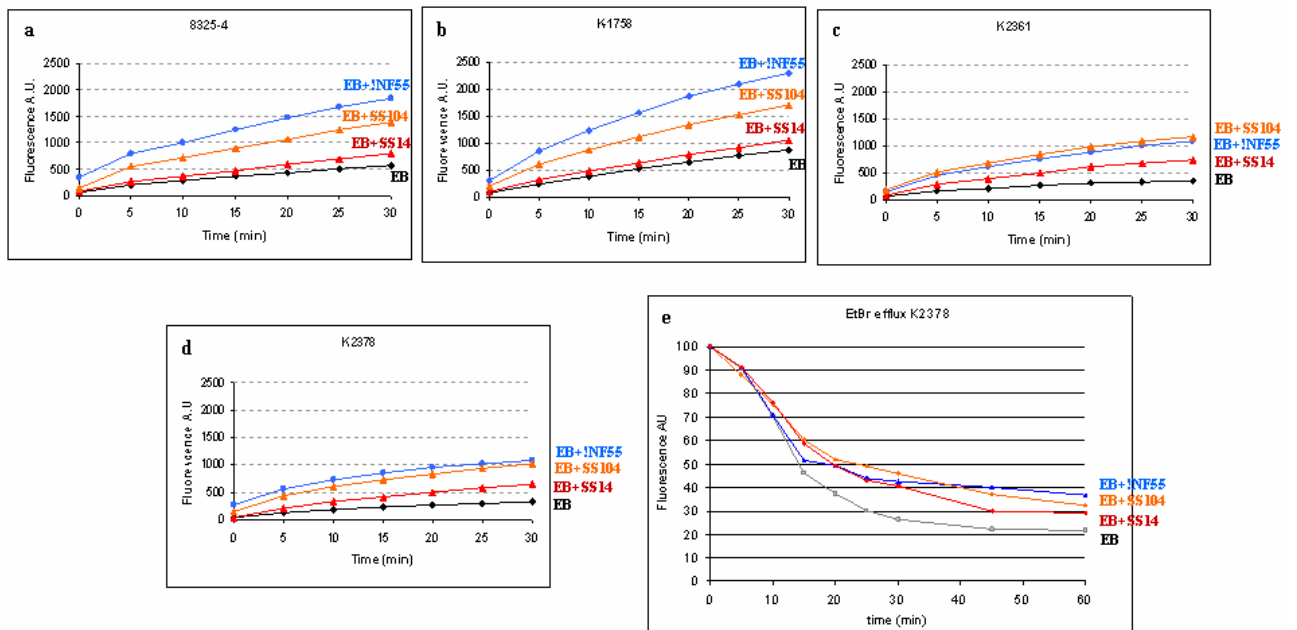 a
8325-4
Fluorescence A.U.
2500
2000
1500
1000
500
0
0 5 10 15 20 25 30
Time (min)
EB+!NF55
EB+SS104
EB+SS14
EB
b
K-1758
Fluorescence A.U.
2500
2000
1500
1000
500
0
0 5 10 15 20 25 30
Time (min)
EB+!NF55
EB+SS104
EB+SS14
EB
c
K2361
Fluorescence A.U.
2500
2000
1500
1000
500
0
0 5 10 15 20 25 30
Time (min)
EB+SS104
EB+!NF55
EB+SS14
EB
d
K2378
Fluorescence A.U
2500
2000
1500
1000
500
0
0 5 10 15 20 25 30
Time (min)
EB+!NF55
EB+SS104
EB+SS14
EB
e
EtBr efflux K2378
Fluorescence AU
100
90
80
70
60
50
40
30
20
10
0
0 10 20 30 40 50 60
time (min)
EB+!NF55
EB+SS104
EB+SS14
EB